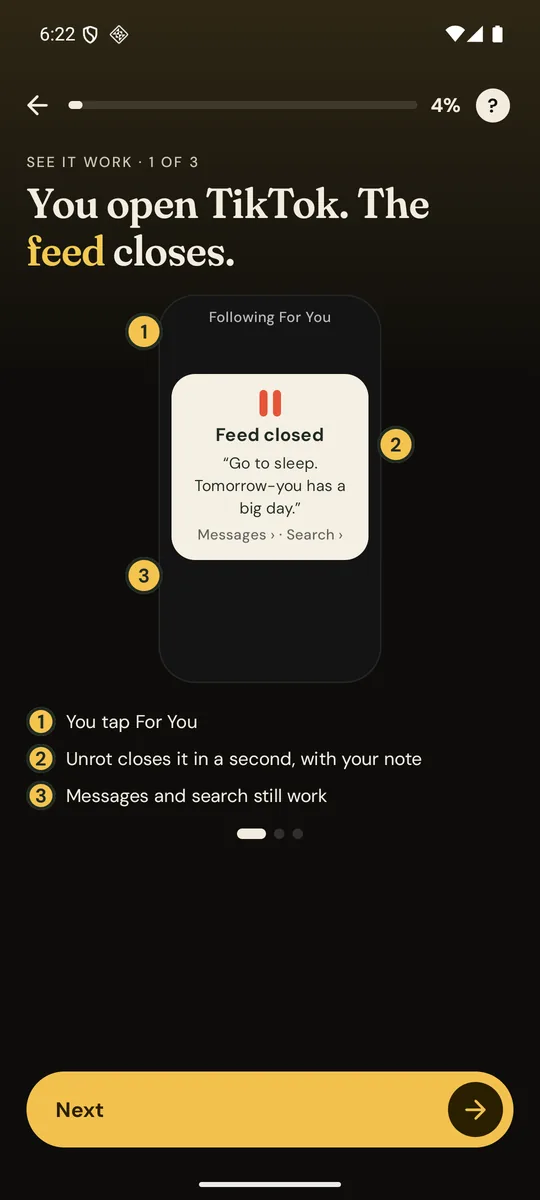 6:22
4%
?
SEE IT WORK · 1 OF 3
You open TikTok. The
feed closes.
Following For You
1
Feed closed
2
“Go to sleep.
Tomorrow-you has a
big day.”
Messages › · Search ›
3
1 You tap For You
2 Unrot closes it in a second, with your note
3 Messages and search still work
Next